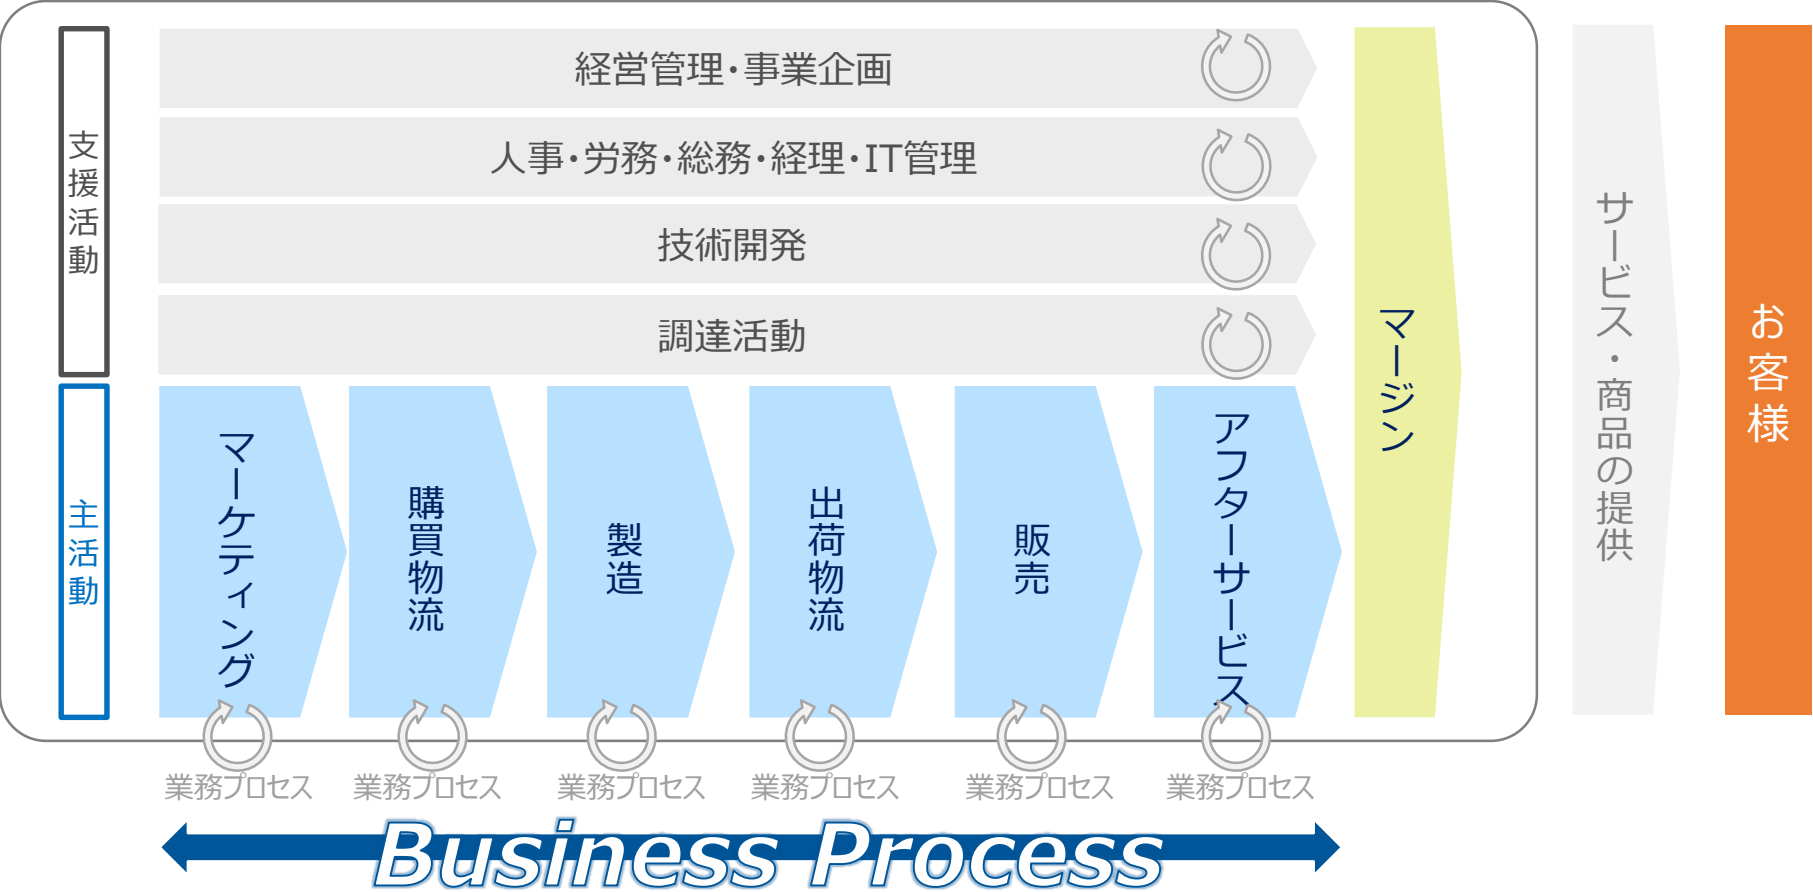 支援活動
経営管理・事業企画
人事・労務・総務・経理・IT管理
技術開発
調達活動
主活動
マーケティング
購買物流
製造
出荷物流
販売
アフターサービス
マージン
サービス・商品の提供
お客様
業務プロセス
業務プロセス
業務プロセス
業務プロセス
業務プロセス
業務プロセス
Business Process